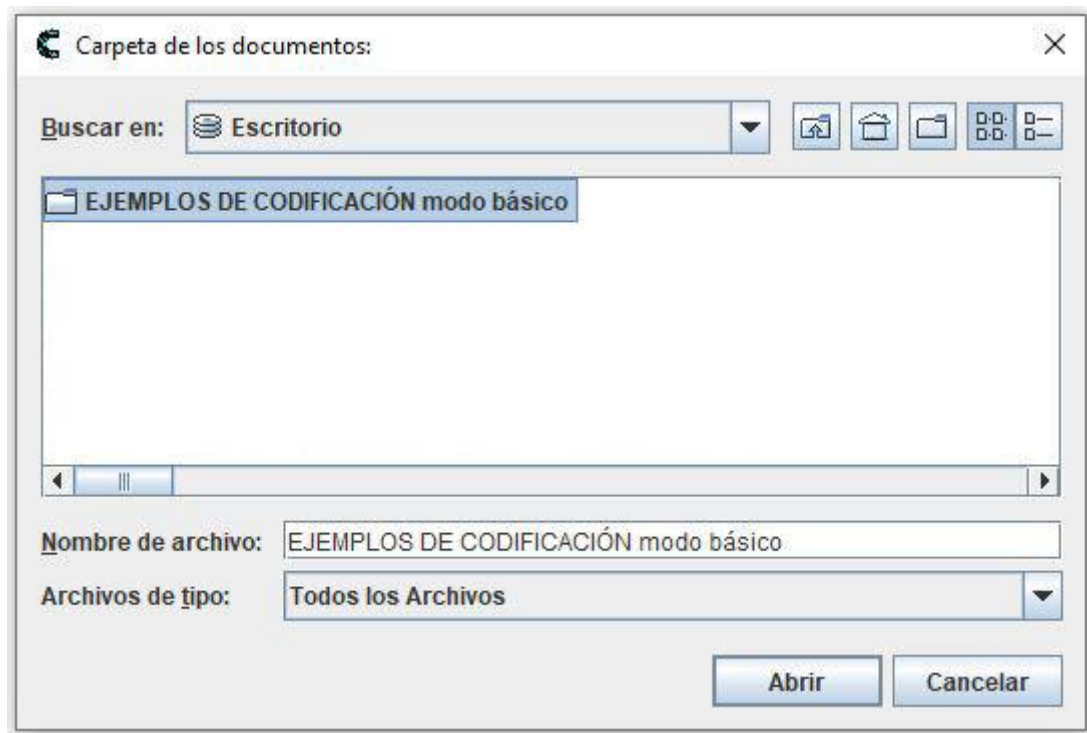 Carpeta de los documentos:
Buscar en: Escritorio
EJEMPLOS DE CODIFICACIÓN modo básico
Nombre de archivo: EJEMPLOS DE CODIFICACIÓN modo básico
Archivos de tipo: Todos los Archivos
Abrir Cancelar